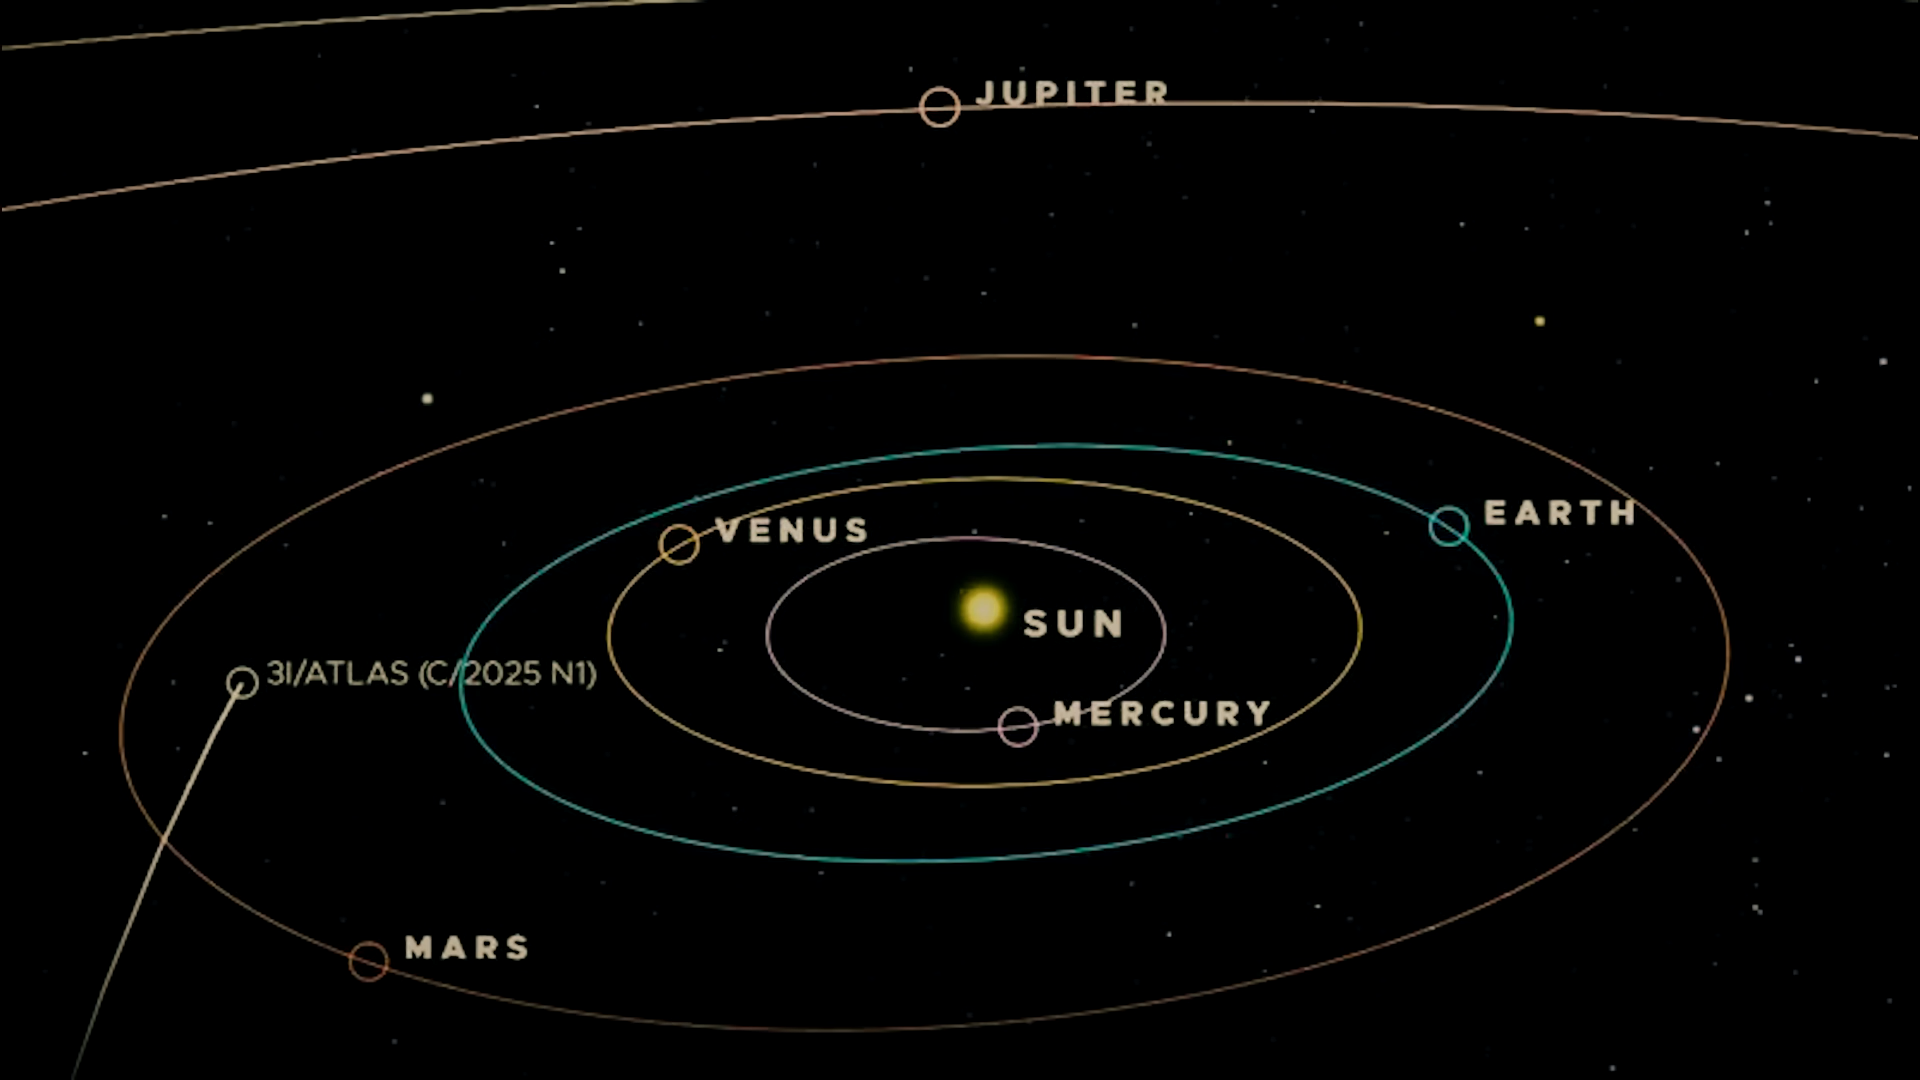 JUPITER
EARTH
VENUS
SUN
3I/ATLAS (C/2025 N1)
MERCURY
MARS